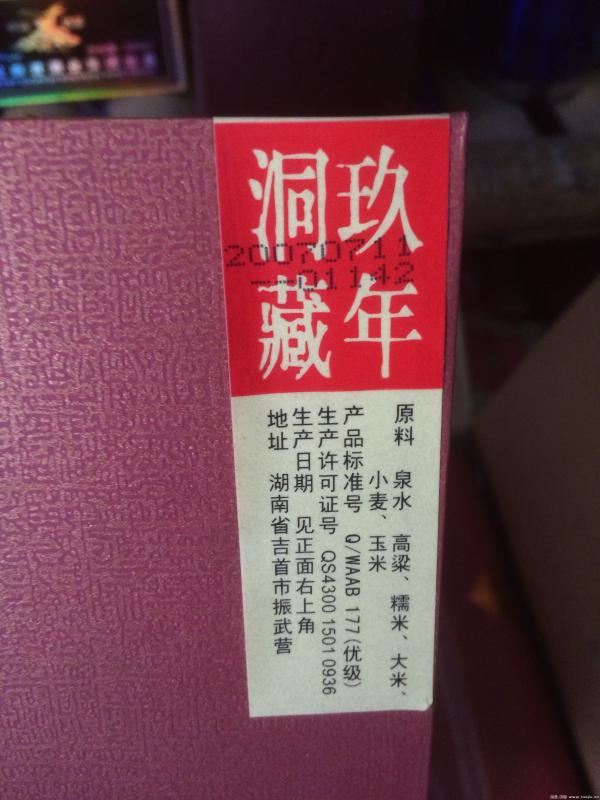 玖年
洞藏
20070711
01142
原料 泉水 高粱、糯米、大米、
小麦、玉米
产品标准号 Q/WAAB 177(优级)
生产许可证号 QS4300 1501 0936
生产日期 见正面右上角
地址 湖南省吉首市振武营